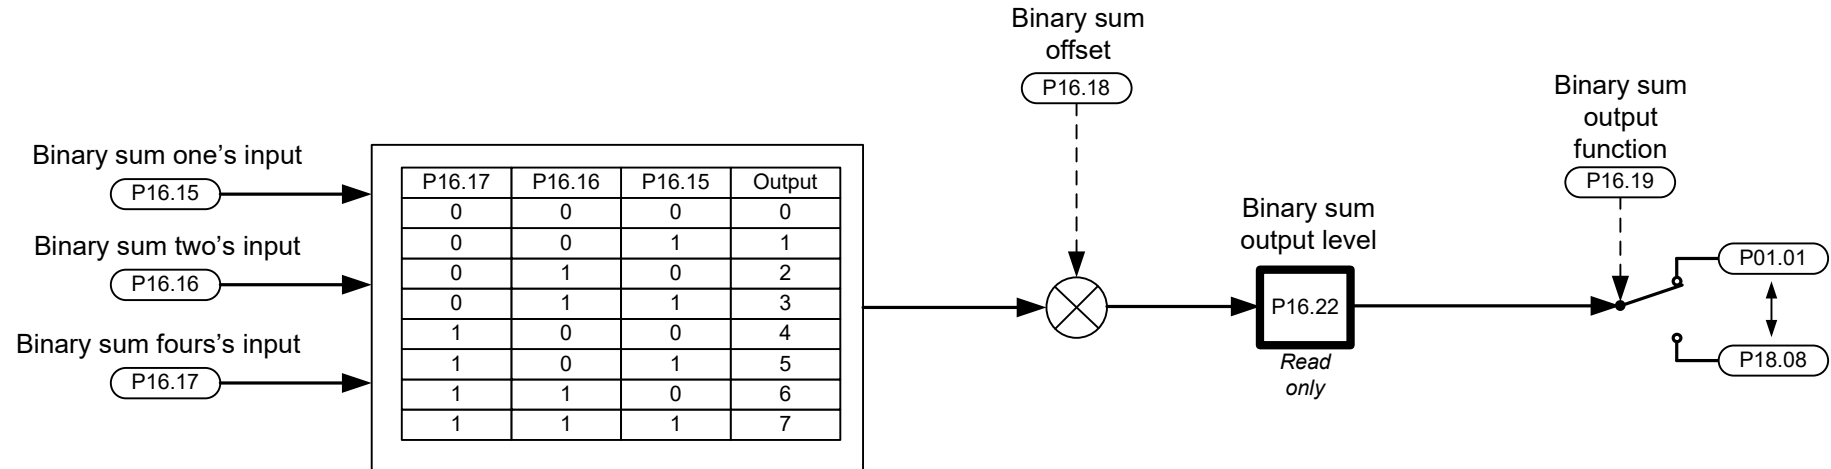 Binary sum
offset
P16.18
Binary sum
output
function
P16.19
Binary sum one’s input
P16.15
Binary sum two’s input
P16.16
Binary sum fours’s input
P16.17
P16.17 P16.16 P16.15 Output
0 0 0 0
0 0 1 1
0 1 0 2
0 1 1 3
1 0 0 4
1 0 1 5
1 1 0 6
1 1 1 7
Binary sum
output level
P16.22
Read
only
P01.01
P18.08